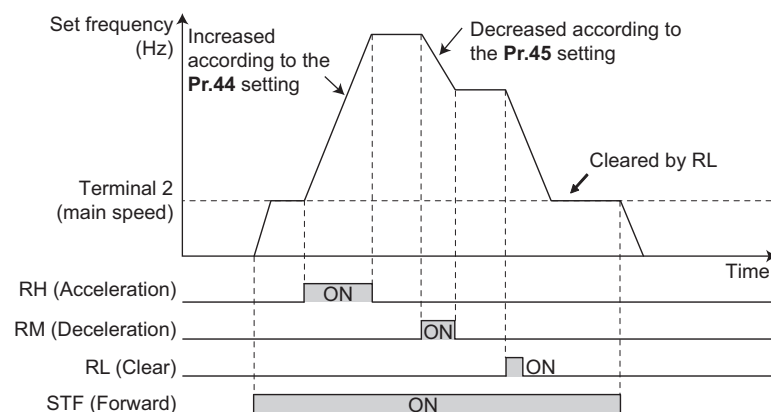 Set frequency
(Hz)
Increased
according to the
Pr.44 setting
Decreased according to
the Pr.45 setting
Cleared by RL
Terminal 2
(main speed)
Time
RH (Acceleration)
ON
RM (Deceleration)
ON
RL (Clear)
ON
STF (Forward)
ON